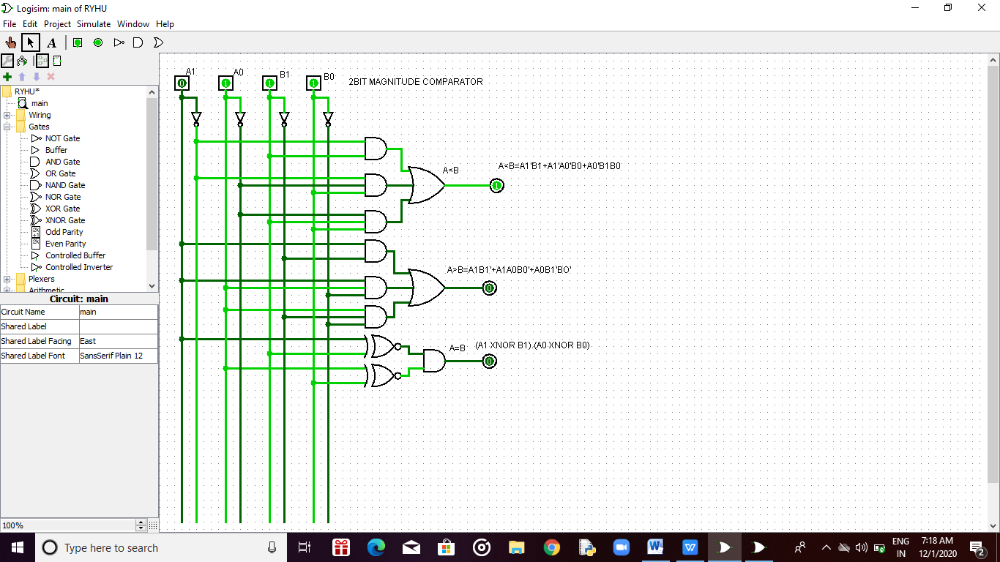 Logisim: main of RYHU
File Edit Project Simulate Window Help
A
RYHU*
main
Wiring
Gates
NOT Gate
Buffer
AND Gate
OR Gate
NAND Gate
NOR Gate
XOR Gate
XNOR Gate
Odd Parity
Even Parity
Controlled Buffer
Controlled Inverter
Plexers
Arithmetic
Circuit: main
Circuit Name main
Shared Label
Shared Label Facing East
Shared Label Font SansSerif Plain 12
100%
A1 A0 B1 B0
0 1 1 1
2BIT MAGNITUDE COMPARATOR
A<B=A1'B1+A1'A0'B0+A0'B1B0
A<B
1
A>B=A1B1'+A1A0B0'+A0B1'BO'
0
A=B (A1 XNOR B1).(A0 XNOR B0)
0
Type here to search
ENG
IN
7:18 AM
12/1/2020
2